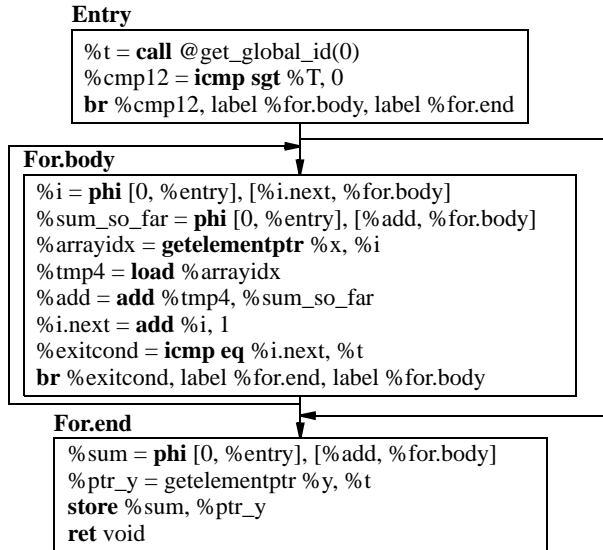 Entry
%t = call @get_global_id(0)
%cmp12 = icmp sgt %T, 0
br %cmp12, label %for.body, label %for.end
For.body
%i = phi [0, %entry], [%i.next, %for.body]
%sum_so_far = phi [0, %entry], [%add, %for.body]
%arrayidx = getelementptr %x, %i
%tmp4 = load %arrayidx
%add = add %tmp4, %sum_so_far
%i.next = add %i, 1
%exitcond = icmp eq %i.next, %t
br %exitcond, label %for.end, label %for.body
For.end
%sum = phi [0, %entry], [%add, %for.body]
%ptr_y = getelementptr %y, %t
store %sum, %ptr_y
ret void